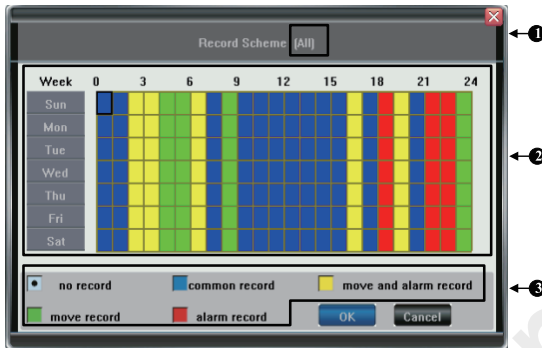 Record Scheme [All]
1
Week 0 3 6 9 12 15 18 21 24
Sun
Mon
Tue
2
Wed
Thu
Fri
Sat
no record common record move and alarm record
3
move record alarm record OK Cancel